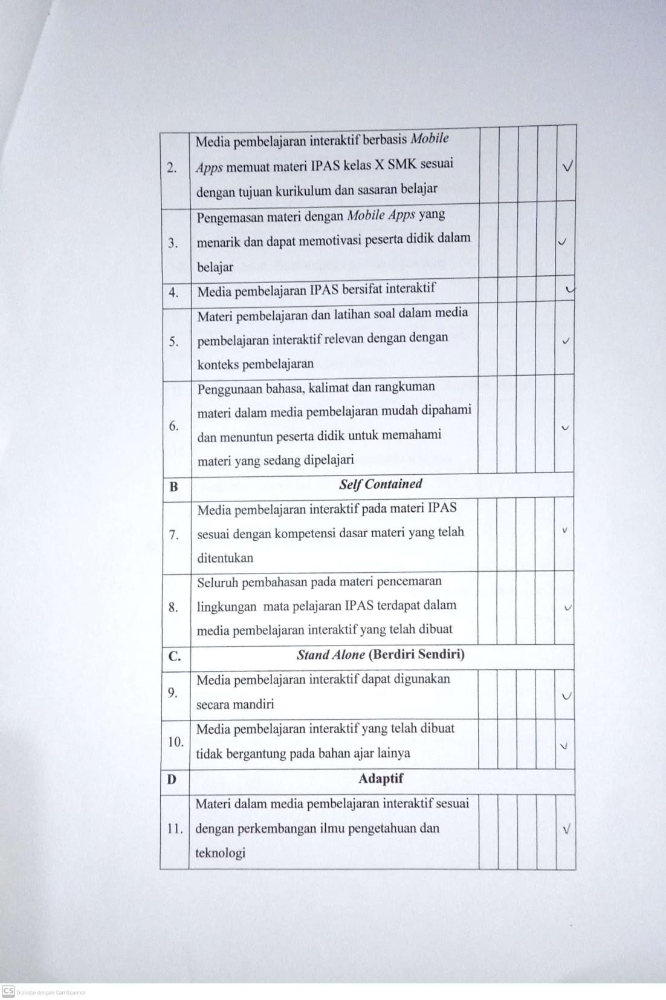 Media pembelajaran interaktif berbasis Mobile
2. Apps memuat materi IPAS kelas X SMK sesuai ✓
dengan tujuan kurikulum dan sasaran belajar
Pengemasan materi dengan Mobile Apps yang
3. menarik dan dapat memotivasi peserta didik dalam ✓
belajar
4. Media pembelajaran IPAS bersifat interaktif ✓
Materi pembelajaran dan latihan soal dalam media
5. pembelajaran interaktif relevan dengan dengan ✓
konteks pembelajaran
Penggunaan bahasa, kalimat dan rangkuman
materi dalam media pembelajaran mudah dipahami
6. dan menuntun peserta didik untuk memahami ✓
materi yang sedang dipelajari
B Self Contained
Media pembelajaran interaktif pada materi IPAS
7. sesuai dengan kompetensi dasar materi yang telah ✓
ditentukan
Seluruh pembahasan pada materi pencemaran
8. lingkungan mata pelajaran IPAS terdapat dalam ✓
media pembelajaran interaktif yang telah dibuat
C. Stand Alone (Berdiri Sendiri)
9. Media pembelajaran interaktif dapat digunakan ✓
secara mandiri
10. Media pembelajaran interaktif yang telah dibuat ✓
tidak bergantung pada bahan ajar lainya
D Adaptif
Materi dalam media pembelajaran interaktif sesuai
11. dengan perkembangan ilmu pengetahuan dan ✓
teknologi
CS Dipindai dengan CamScanner